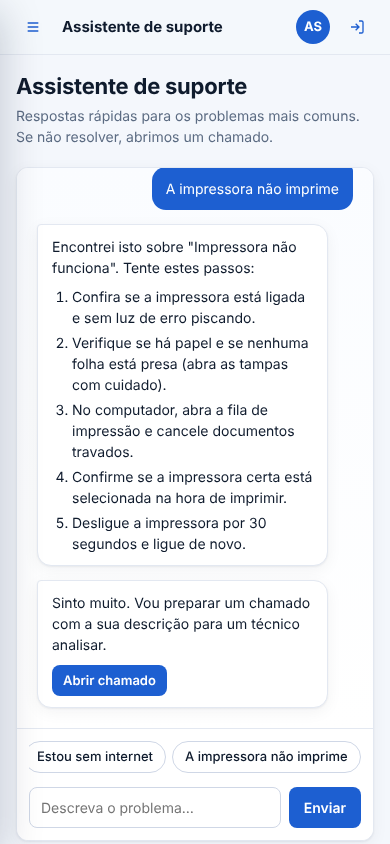 Assistente de suporte
AS
Assistente de suporte
Respostas rápidas para os problemas mais comuns.
Se não resolver, abrimos um chamado.
A impressora não imprime
Encontrei isto sobre "Impressora não
funciona". Tente estes passos:
1. Confira se a impressora está ligada
e sem luz de erro piscando.
2. Verifique se há papel e se nenhuma
folha está presa (abra as tampas
com cuidado).
3. No computador, abra a fila de
impressão e cancele documentos
travados.
4. Confirme se a impressora certa está
selecionada na hora de imprimir.
5. Desligue a impressora por 30
segundos e ligue de novo.
Sinto muito. Vou preparar um chamado
com a sua descrição para um técnico
analisar.
Abrir chamado
Estou sem internet
A impressora não imprime
Descreva o problema...
Enviar